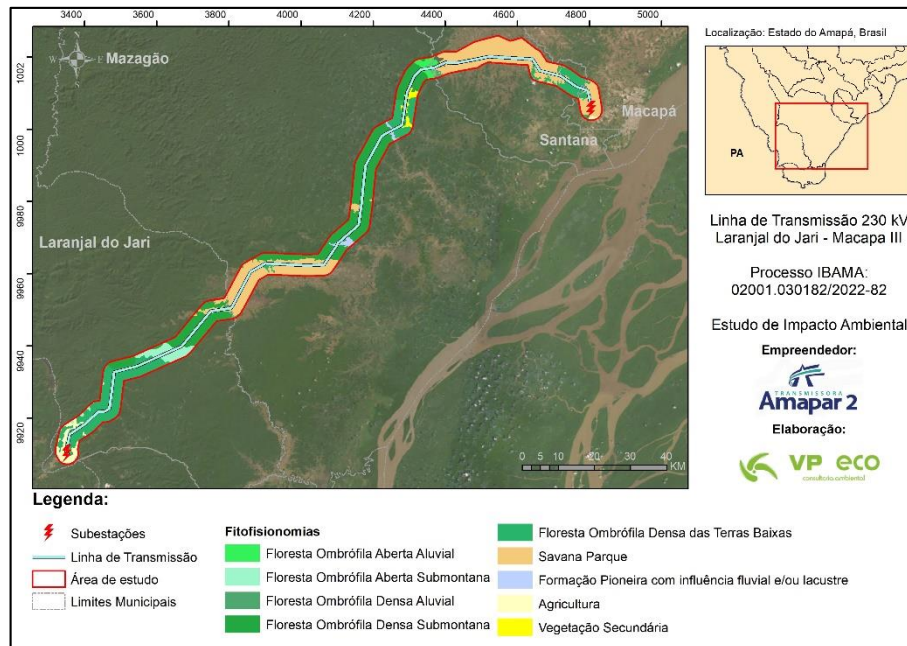 3400 3600 3800 4000 4200 4400 4600 4800 5000
Localização: Estado do Amapá, Brasil
1002
1000
9980
9960
9940
9920
N
W E
S
Mazagão
Macapá
Santana
Laranjal do Jari
PA
0 5 10 20 30 40
KM
Linha de Transmissão 230 kV
Laranjal do Jari - Macapa III
Processo IBAMA:
02001.030182/2022-82
Estudo de Impacto Ambiental
Empreendedor:
TRANSMISSORA
Amapar 2
Elaboração:
VP eco
consultoria ambiental
Legenda:
Subestações
Linha de Transmissão
Área de estudo
Limites Municipais
Fitofisionomias
Floresta Ombrófila Aberta Aluvial
Floresta Ombrófila Aberta Submontana
Floresta Ombrófila Densa Aluvial
Floresta Ombrófila Densa Submontana
Floresta Ombrófila Densa das Terras Baixas
Savana Parque
Formação Pioneira com influência fluvial e/ou lacustre
Agricultura
Vegetação Secundária